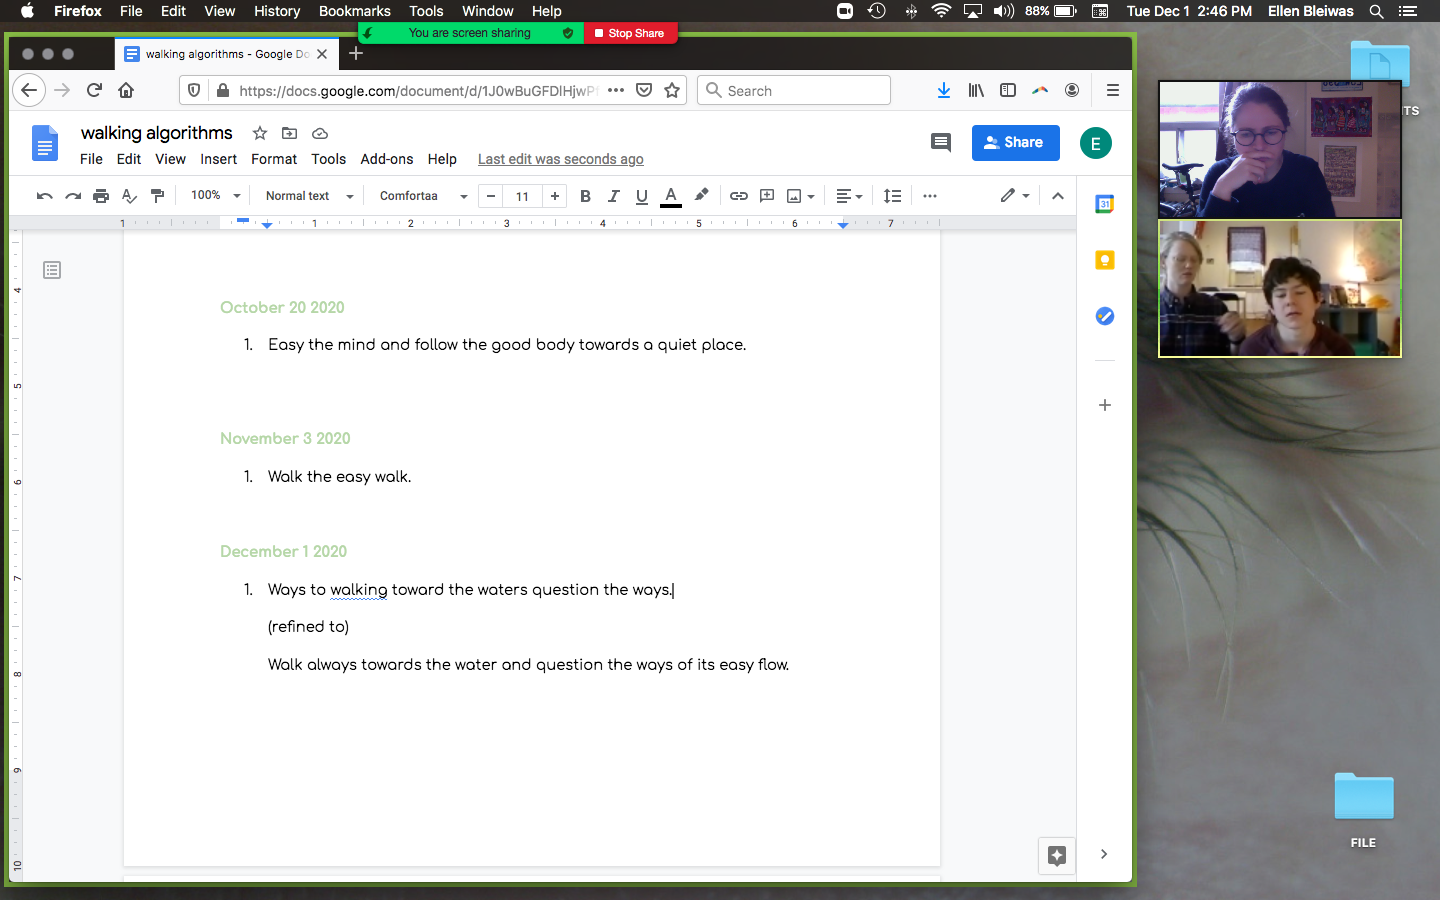 Firefox File Edit View History Bookmarks Tools Window Help 88% Tue Dec 1 2:46 PM Ellen Bleiwas
You are screen sharing Stop Share
walking algorithms - Google Do
https://docs.google.com/document/d/1J0wBuGFDlHjwP Search
TS
walking algorithms
File Edit View Insert Format Tools Add-ons Help Last edit was seconds ago
Share
E
100% Normal text Comfortaa 11 B I U A
31
1 1 2 3 4 5 6 7
4
October 20 2020
1. Easy the mind and follow the good body towards a quiet place.
5
November 3 2020
1. Walk the easy walk.
6
December 1 2020
7
1. Ways to walking toward the waters question the ways.
(refined to)
Walk always towards the water and question the ways of its easy flow.
8
9
10
FILE